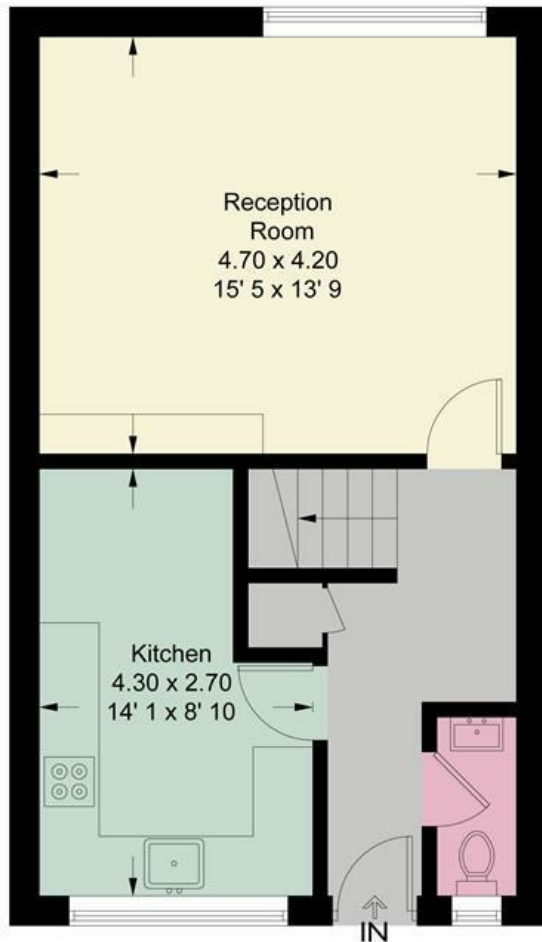 Reception
Room
4.70 x 4.20
15' 5 x 13' 9
Kitchen
4.30 x 2.70
14' 1 x 8' 10
IN